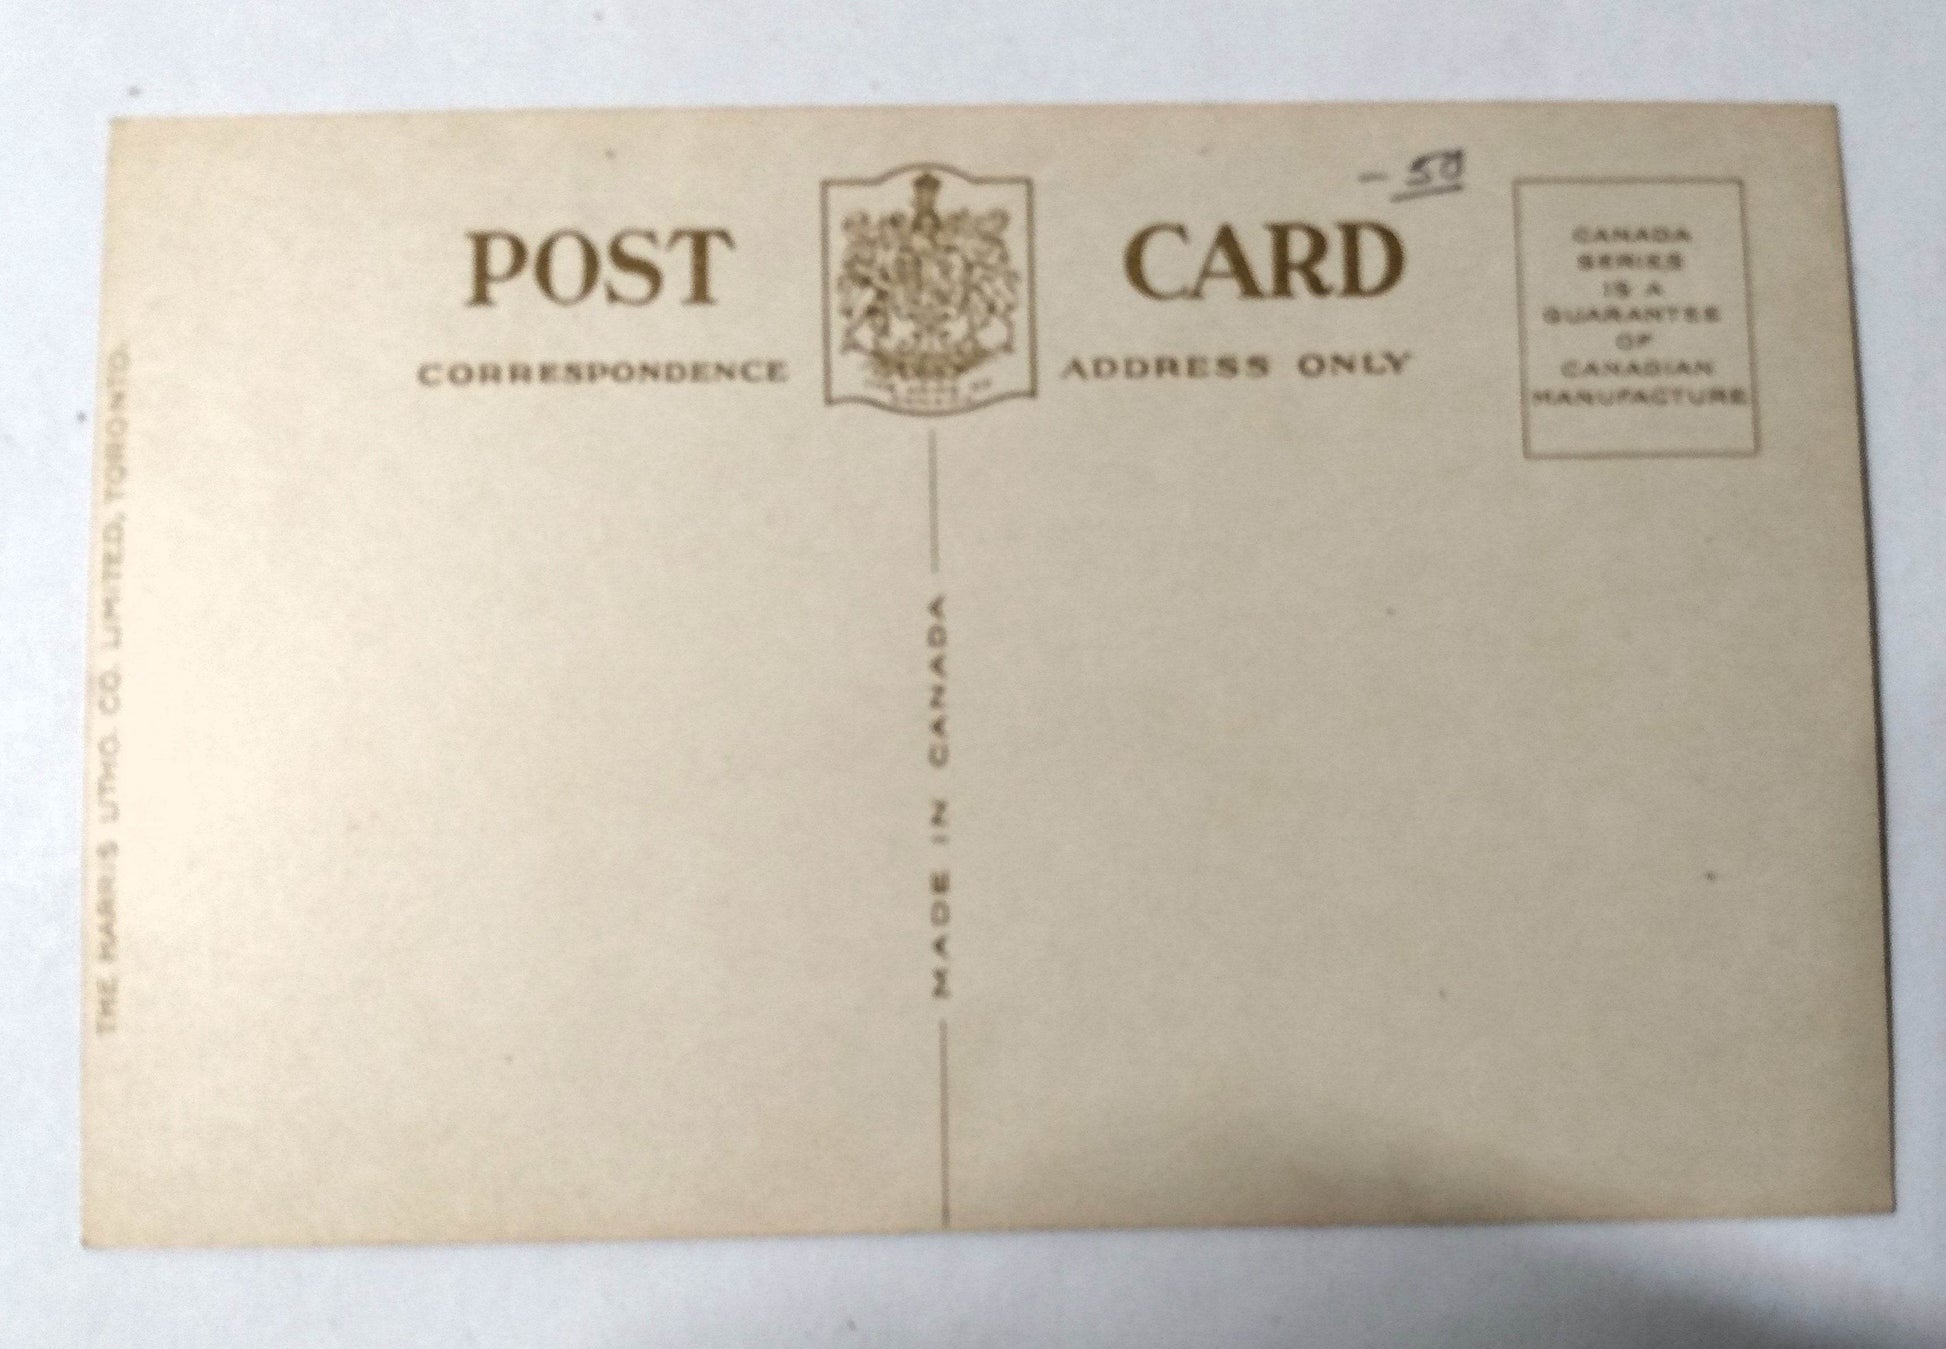 - 50
POST CARD
CORRESPONDENCE
ADDRESS ONLY
CANADA
SERIES
IS A
GUARANTEE
OF
CANADIAN
MANUFACTURE
MADE IN CANADA
THE HARRIS LITHO. CO. LIMITED, TORONTO.